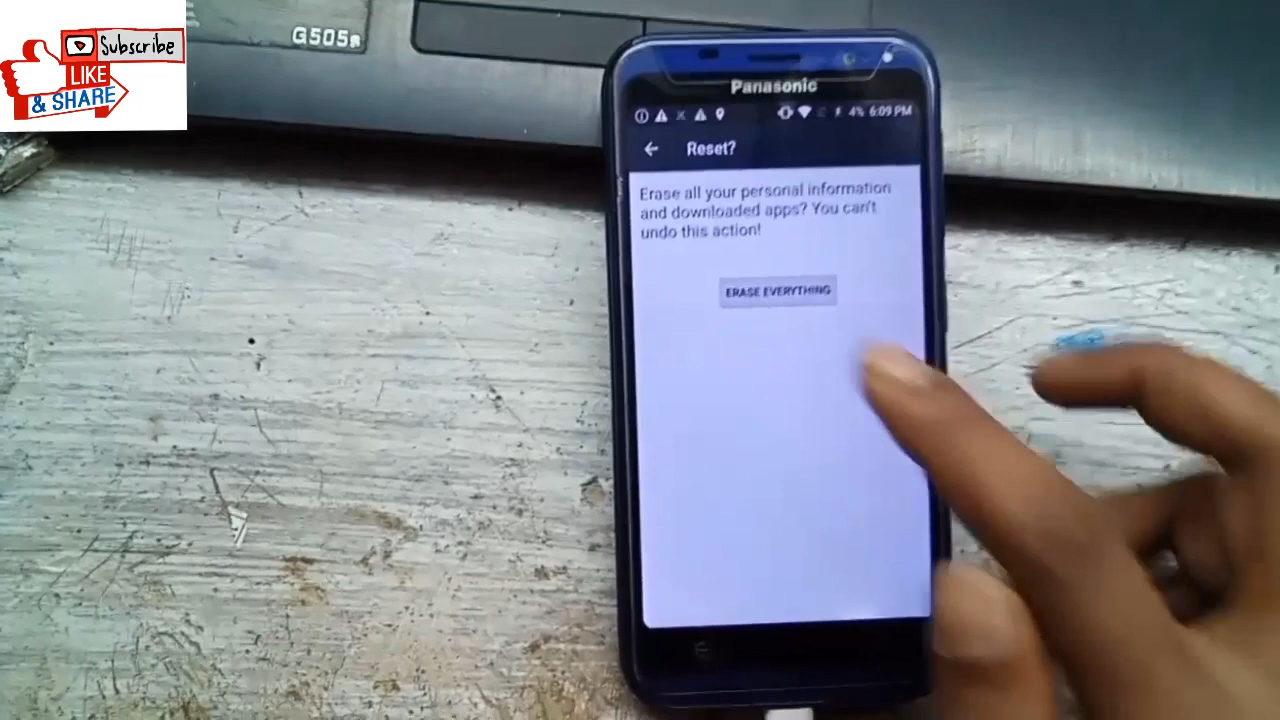 G505s
Subscribe
LIKE
& SHARE
Panasonic
4% 6:09 PM
Reset?
Erase all your personal information
and downloaded apps? You can't
undo this action!
ERASE EVERYTHING